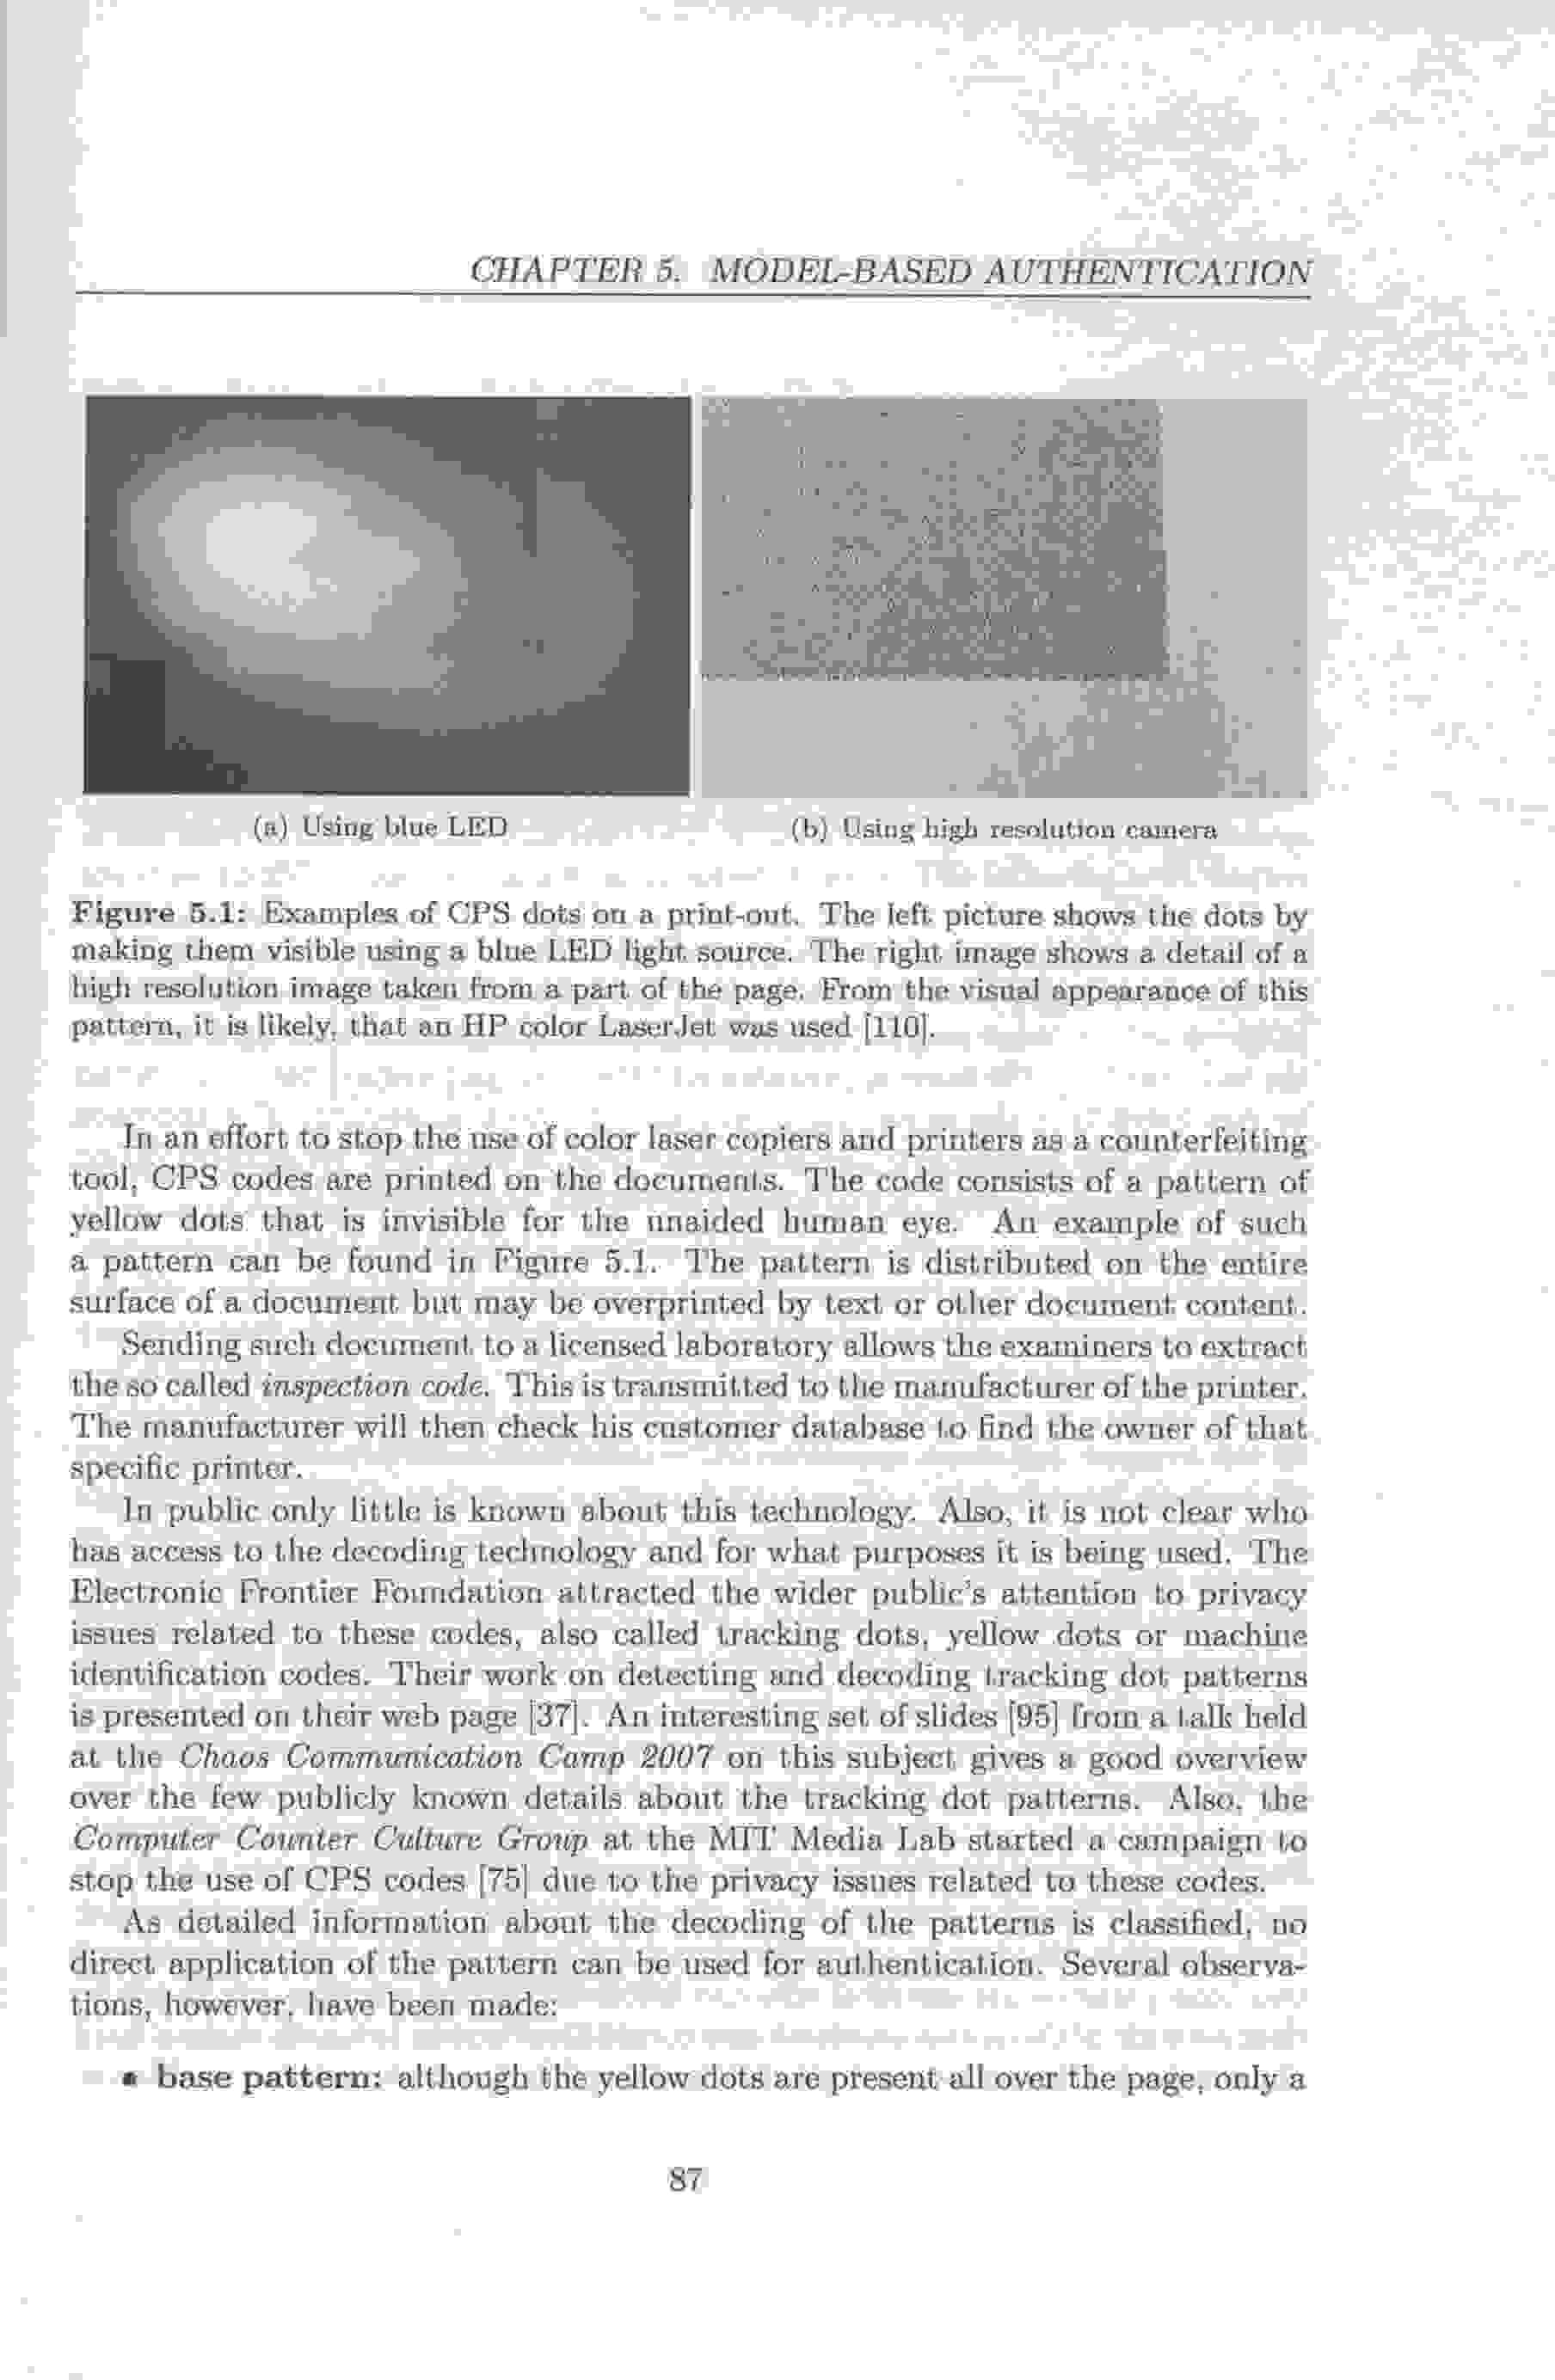 CHAPTER 5. MODEL-BASED AUTHENTICATION
(a) Using blue LED
(b) Using high resolution camera
Figure 5.1: Examples of CPS dots on a print-out. The left picture shows the dots by
making them visible using a blue LED light source. The right image shows a detail of a
high resolution image taken from a part of the page. From the visual appearance of this
pattern, it is likely, that an HP color LaserJet was used [110].
In an effort to stop the use of color laser copiers and printers as a counterfeiting
tool, CPS codes are printed on the documents. The code consists of a pattern of
yellow dots that is invisible for the unaided human eye. An example of such
a pattern can be found in Figure 5.1. The pattern is distributed on the entire
surface of a document but may be overprinted by text or other document content.
Sending such document to a licensed laboratory allows the examiners to extract
the so called inspection code. This is transmitted to the manufacturer of the printer.
The manufacturer will then check his customer database to find the owner of that
specific printer.
In public only little is known about this technology. Also, it is not clear who
has access to the decoding technology and for what purposes it is being used. The
Electronic Frontier Foundation attracted the wider public's attention to privacy
issues related to these codes, also called tracking dots, yellow dots or machine
identification codes. Their work on detecting and decoding tracking dot patterns
is presented on their web page [37]. An interesting set of slides [95] from a talk held
at the Chaos Communication Camp 2007 on this subject gives a good overview
over the few publicly known details about the tracking dot patterns. Also, the
Computer Counter Culture Group at the MIT Media Lab started a campaign to
stop the use of CPS codes [75] due to the privacy issues related to these codes.
As detailed information about the decoding of the patterns is classified, no
direct application of the pattern can be used for authentication. Several observa-
tions, however, have been made:
• base pattern: although the yellow dots are present all over the page, only a
87